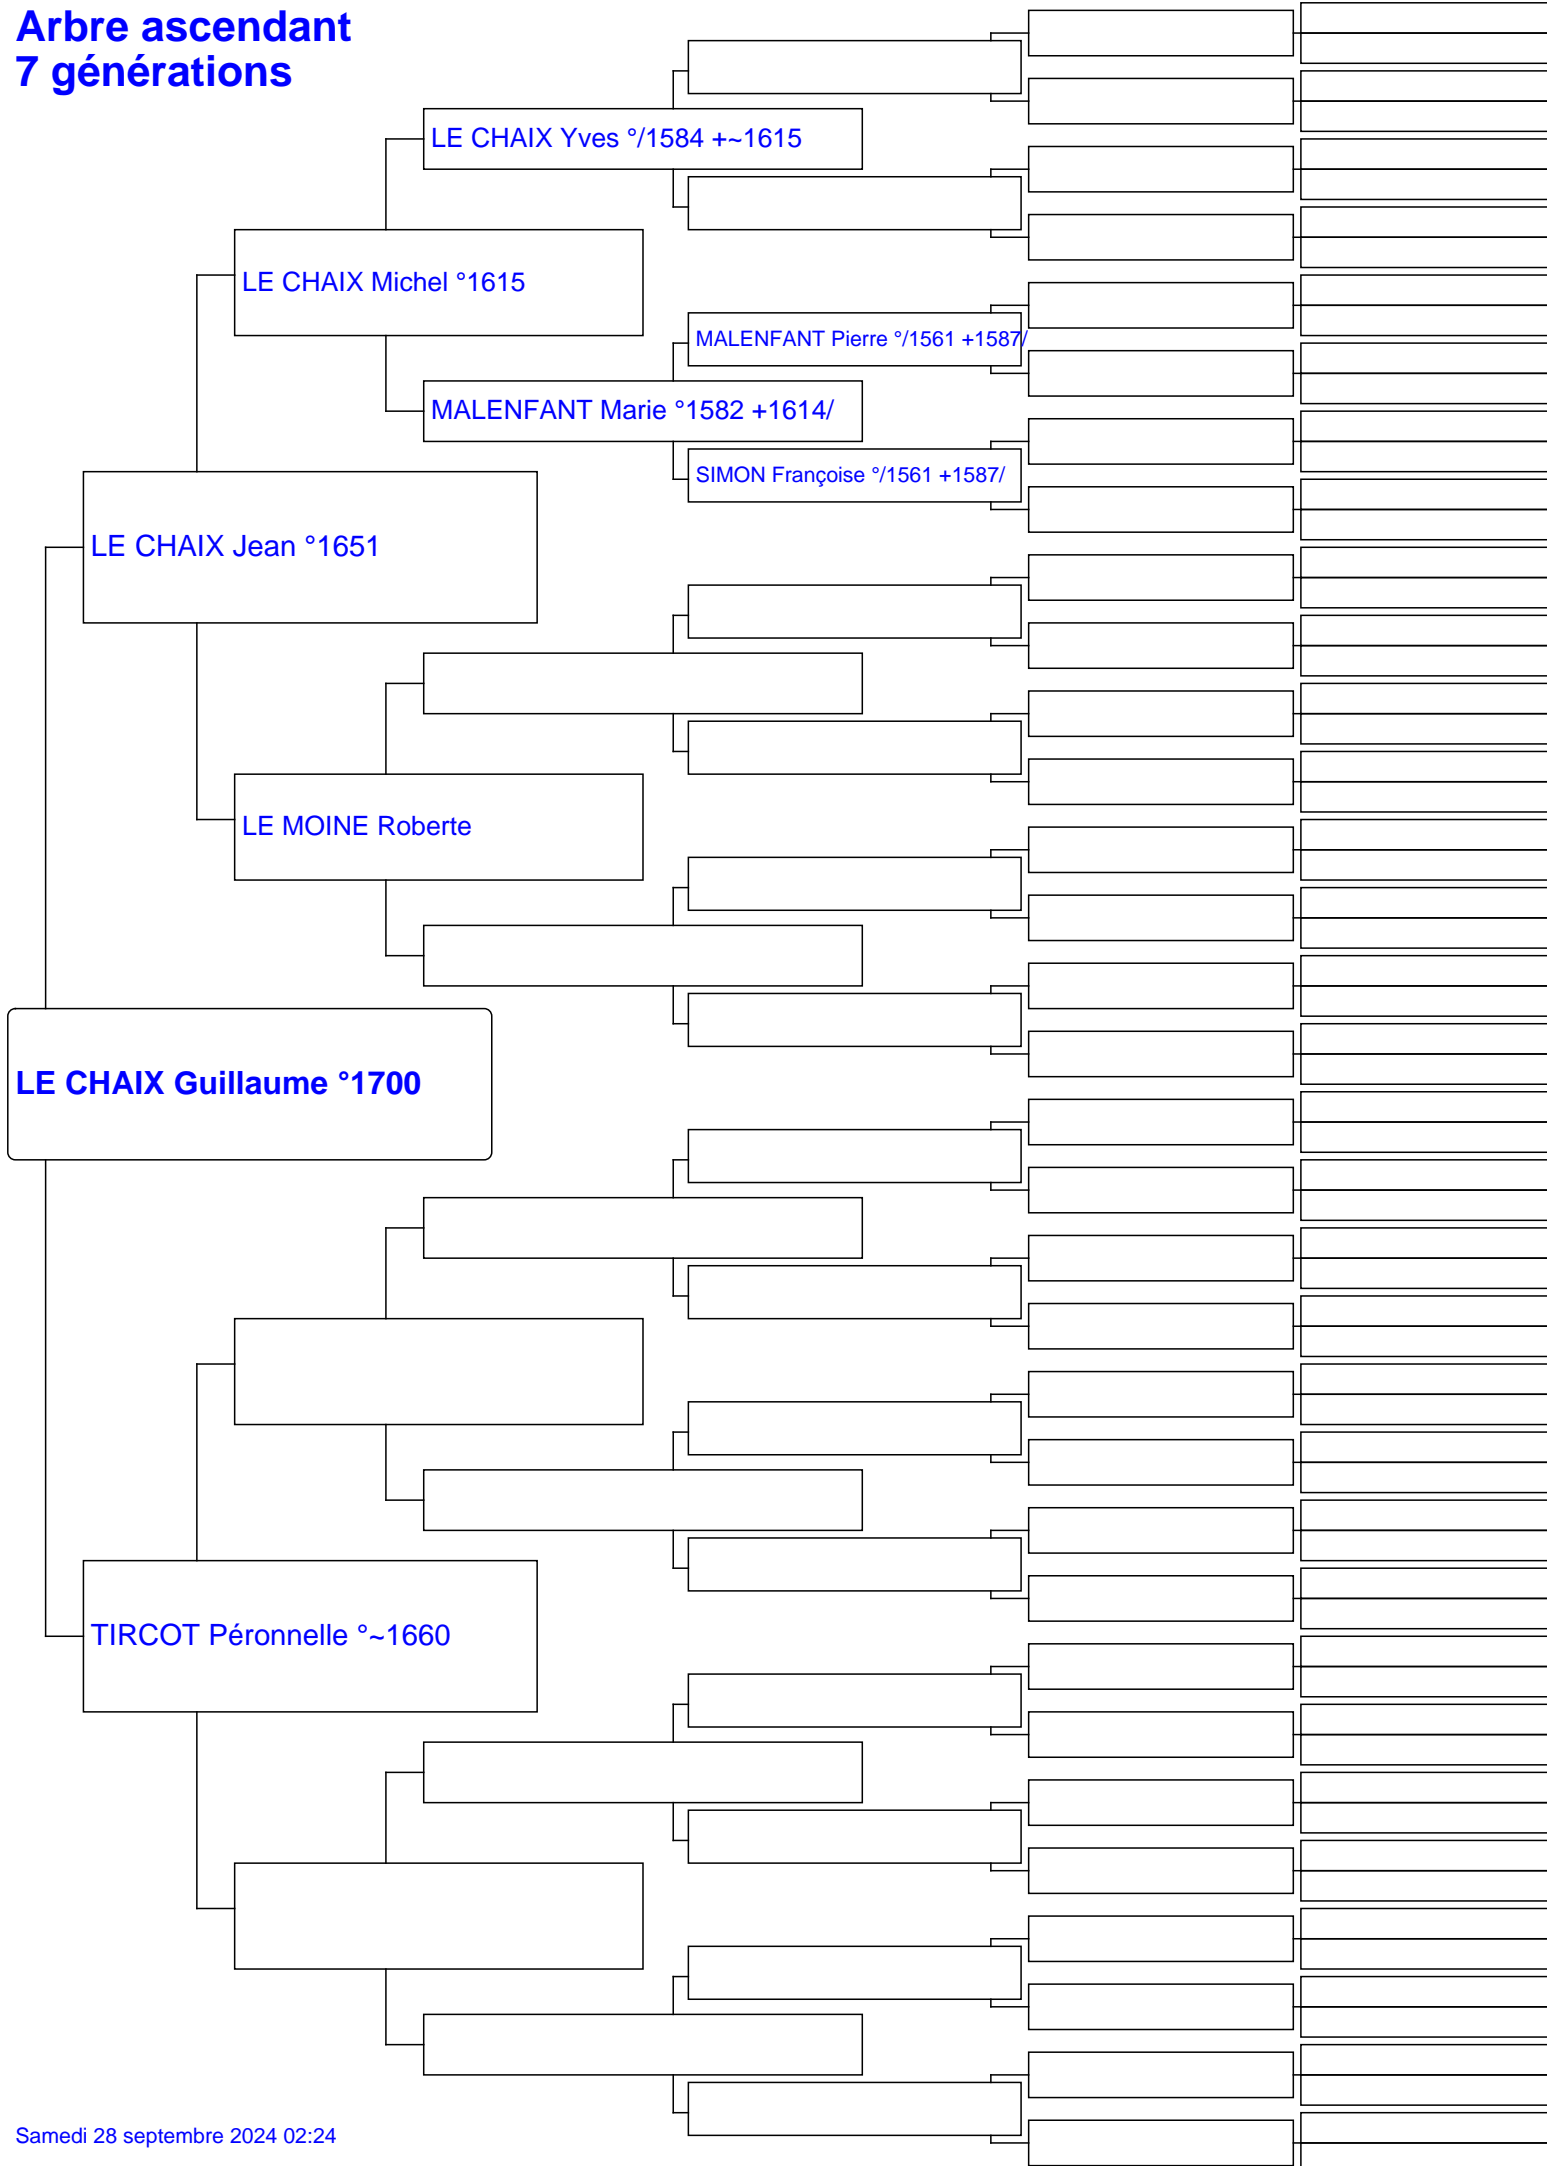 Arbre ascendant
7 générations
LE CHAIX Yves °/1584 +~1615
LE CHAIX Michel °1615
MALENFANT Pierre °/1561 +1587/
MALENFANT Marie °1582 +1614/
SIMON Françoise °/1561 +1587/
LE CHAIX Jean °1651
LE MOINE Roberte
LE CHAIX Guillaume °1700
TIRCOT Péronnelle °~1660
Samedi 28 septembre 2024 02:24